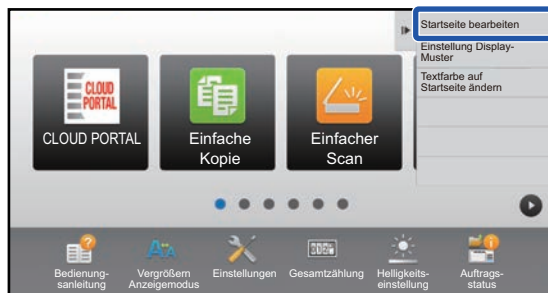 Startseite bearbeiten
Einstellung Display-
Muster
Textfarbe auf
Startseite ändern
CLOUD
PORTAL
CLOUD PORTAL
Einfache
Kopie
Einfacher
Scan
Bedienung-
sanleitung
Vergrößern
Anzeigemodus
Einstellungen
Gesamtzählung
Helligkeits-
einstellung
Auftrags-
status